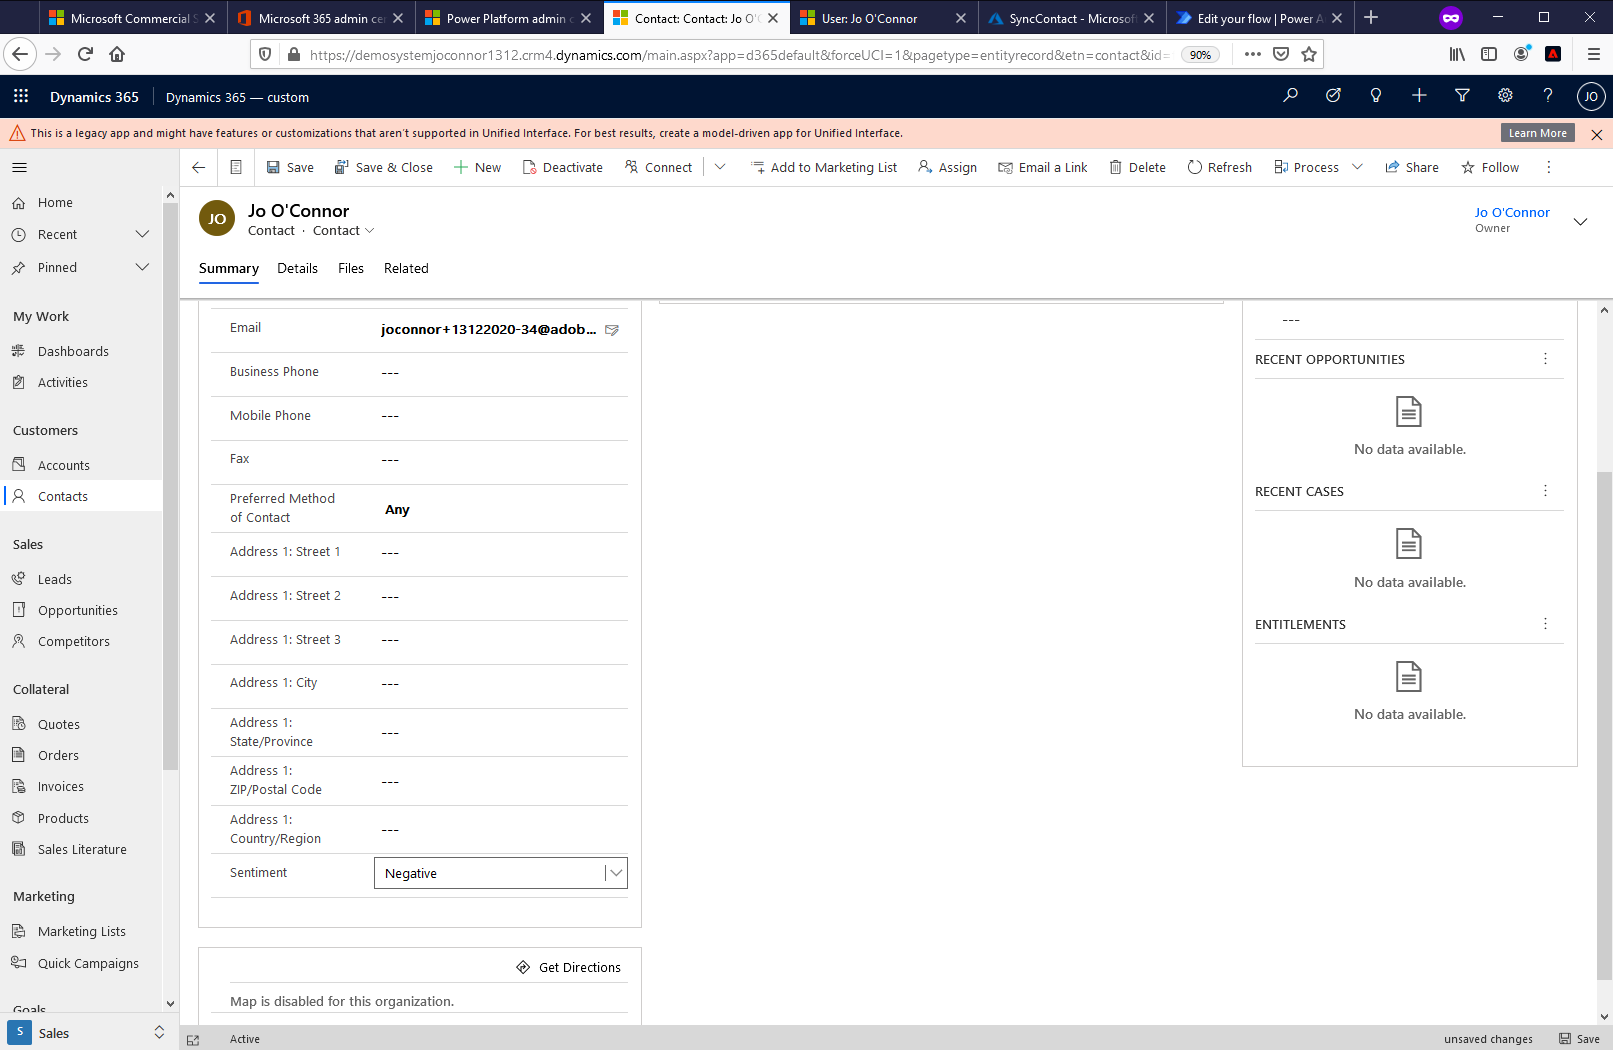 Microsoft Commercial S
Microsoft 365 admin cen
Power Platform admin c
Contact: Contact: Jo O'C
User: Jo O'Connor
SyncContact - Microsoft
Edit your flow | Power A
https://demosystemjoconnor1312.crm4.dynamics.com/main.aspx?app=d365default&forceUCI=1&pagetype=entityrecord&etn=contact&id=
90%
Dynamics 365
Dynamics 365 — custom
JO
This is a legacy app and might have features or customizations that aren't supported in Unified Interface. For best results, create a model-driven app for Unified Interface.
Learn More
Save
Save & Close
New
Deactivate
Connect
Add to Marketing List
Assign
Email a Link
Delete
Refresh
Process
Share
Follow
Home
Recent
Pinned
My Work
Dashboards
Activities
Customers
Accounts
Contacts
Sales
Leads
Opportunities
Competitors
Collateral
Quotes
Orders
Invoices
Products
Sales Literature
Marketing
Marketing Lists
Quick Campaigns
Goals
S
Sales
JO
Jo O'Connor
Contact · Contact
Jo O'Connor
Owner
Summary
Details
Files
Related
Email
joconnor+13122020-34@adob...
Business Phone
---
Mobile Phone
---
Fax
---
Preferred Method
of Contact
Any
Address 1: Street 1
---
Address 1: Street 2
---
Address 1: Street 3
---
Address 1: City
---
Address 1:
State/Province
---
Address 1:
ZIP/Postal Code
---
Address 1:
Country/Region
---
Sentiment
Negative
Get Directions
Map is disabled for this organization.
---
RECENT OPPORTUNITIES
No data available.
RECENT CASES
No data available.
ENTITLEMENTS
No data available.
Active
unsaved changes
Save